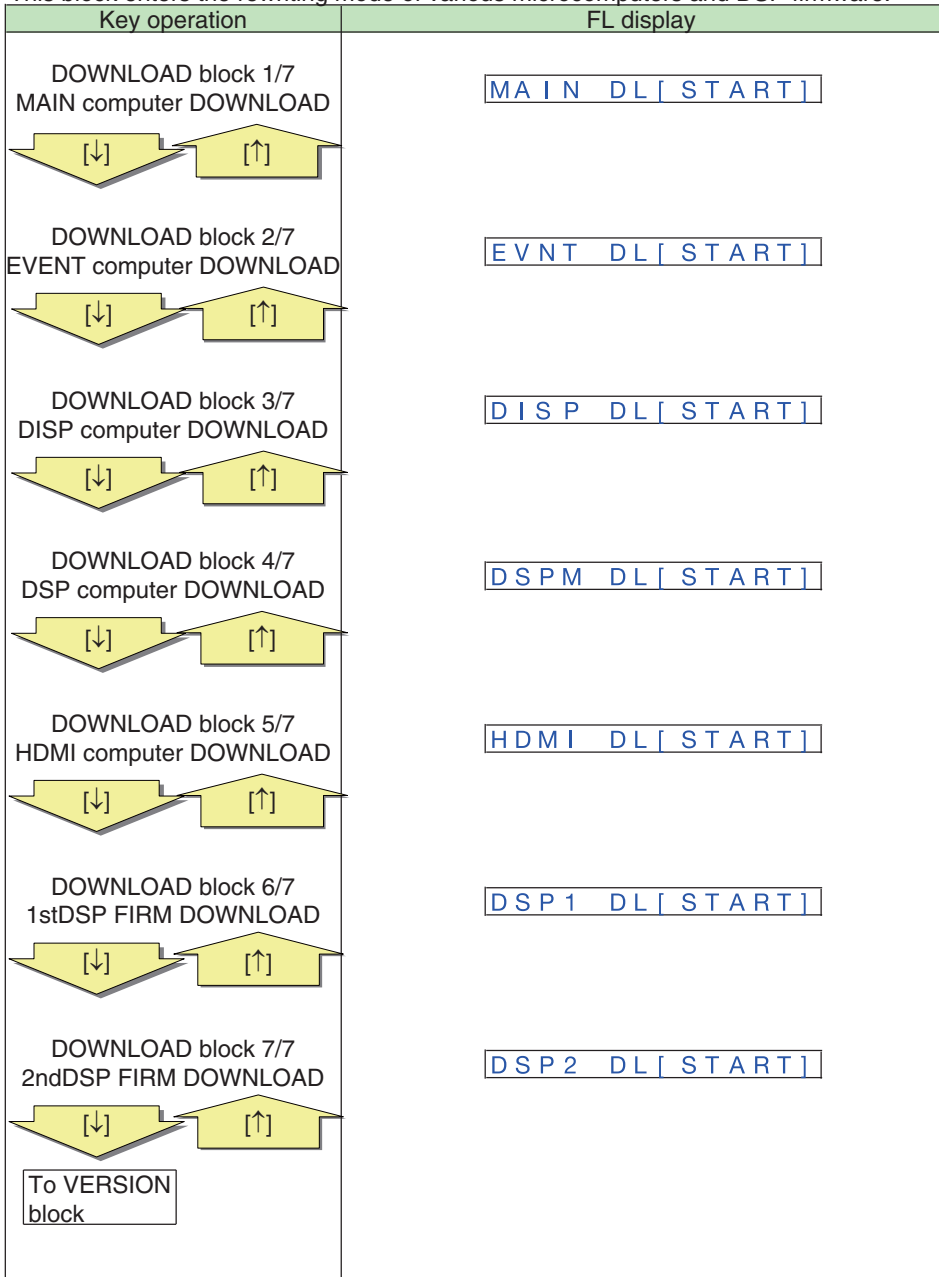 Key operation FL display
DOWNLOAD block 1/7
MAIN computer DOWNLOAD
MAIN DL[ START]
[↓] [↑]
DOWNLOAD block 2/7
EVENT computer DOWNLOAD
EVNT DL[ START]
[↓] [↑]
DOWNLOAD block 3/7
DISP computer DOWNLOAD
DISP DL[ START]
[↓] [↑]
DOWNLOAD block 4/7
DSP computer DOWNLOAD
DSPM DL[ START]
[↓] [↑]
DOWNLOAD block 5/7
HDMI computer DOWNLOAD
HDMI DL[ START]
[↓] [↑]
DOWNLOAD block 6/7
1stDSP FIRM DOWNLOAD
DSP1 DL[ START]
[↓] [↑]
DOWNLOAD block 7/7
2ndDSP FIRM DOWNLOAD
DSP2 DL[ START]
[↓] [↑]
To VERSION
block